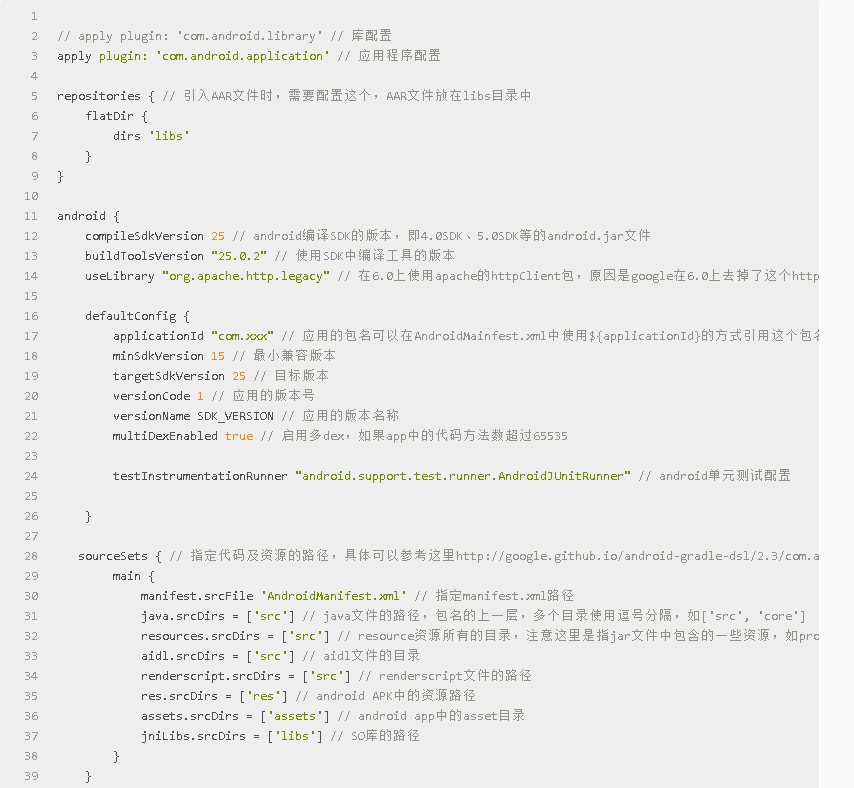 1
2 // apply plugin: 'com.android.library' // 库配置
3 apply plugin: 'com.android.application' // 应用程序配置
4
5 repositories { // 引入AAR文件时，需要配置这个，AAR文件放在libs目录中
6 flatDir {
7 dirs 'libs'
8 }
9 }
10
11 android {
12 compileSdkVersion 25 // android编译SDK的版本，即4.0SDK、5.0SDK等的android.jar文件
13 buildToolsVersion "25.0.2" // 使用SDK中编译工具的版本
14 useLibrary "org.apache.http.legacy" // 在6.0上使用apache的httpClient包，原因是google在6.0上去掉了这个http
15
16 defaultConfig {
17 applicationId "com.xxx" // 应用的包名可以在AndroidMainfest.xml中使用${applicationId}的方式引用这个包名
18 minSdkVersion 15 // 最小兼容版本
19 targetSdkVersion 25 // 目标版本
20 versionCode 1 // 应用的版本号
21 versionName SDK_VERSION // 应用的版本名称
22 multiDexEnabled true // 启用多dex，如果app中的代码方法数超过65535
23
24 testInstrumentationRunner "android.support.test.runner.AndroidJUnitRunner" // android单元测试配置
25
26 }
27
28 sourceSets { // 指定代码及资源的路径，具体可以参考这里http://google.github.io/android-gradle-dsl/2.3/com.a
29 main {
30 manifest.srcFile 'AndroidManifest.xml' // 指定manifest.xml路径
31 java.srcDirs = ['src'] // java文件的路径，包名的上一层，多个目录使用逗号分隔，如['src', 'core']
32 resources.srcDirs = ['src'] // resource资源所有的目录，注意这里是指jar文件中包含的一些资源，如pro
33 aidl.srcDirs = ['src'] // aidl文件的目录
34 renderscript.srcDirs = ['src'] // renderscript文件的路径
35 res.srcDirs = ['res'] // android APK中的资源路径
36 assets.srcDirs = ['assets'] // android app中的asset目录
37 jniLibs.srcDirs = ['libs'] // SO库的路径
38 }
39 }